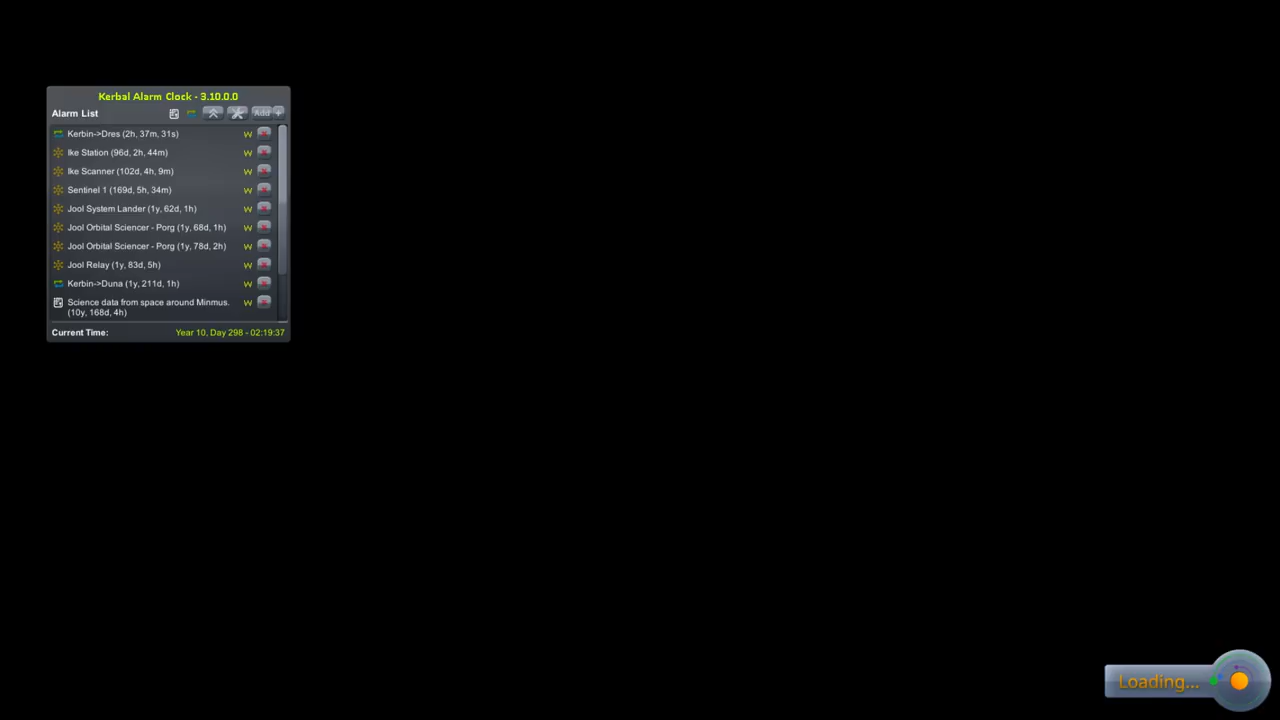 Kerbal Alarm Clock - 3.10.0.0
Alarm List Add +
Kerbin->Dres (2h, 37m, 31s) W
Ike Station (96d, 2h, 44m) W
Ike Scanner (102d, 4h, 9m) W
Sentinel 1 (169d, 5h, 34m) W
Jool System Lander (1y, 62d, 1h) W
Jool Orbital Sciencer - Porg (1y, 68d, 1h) W
Jool Orbital Sciencer - Porg (1y, 78d, 2h) W
Jool Relay (1y, 83d, 5h) W
Kerbin->Duna (1y, 211d, 1h) W
Science data from space around Minmus. W
(10y, 168d, 4h)
Current Time: Year 10, Day 298 - 02:19:37
Loading...